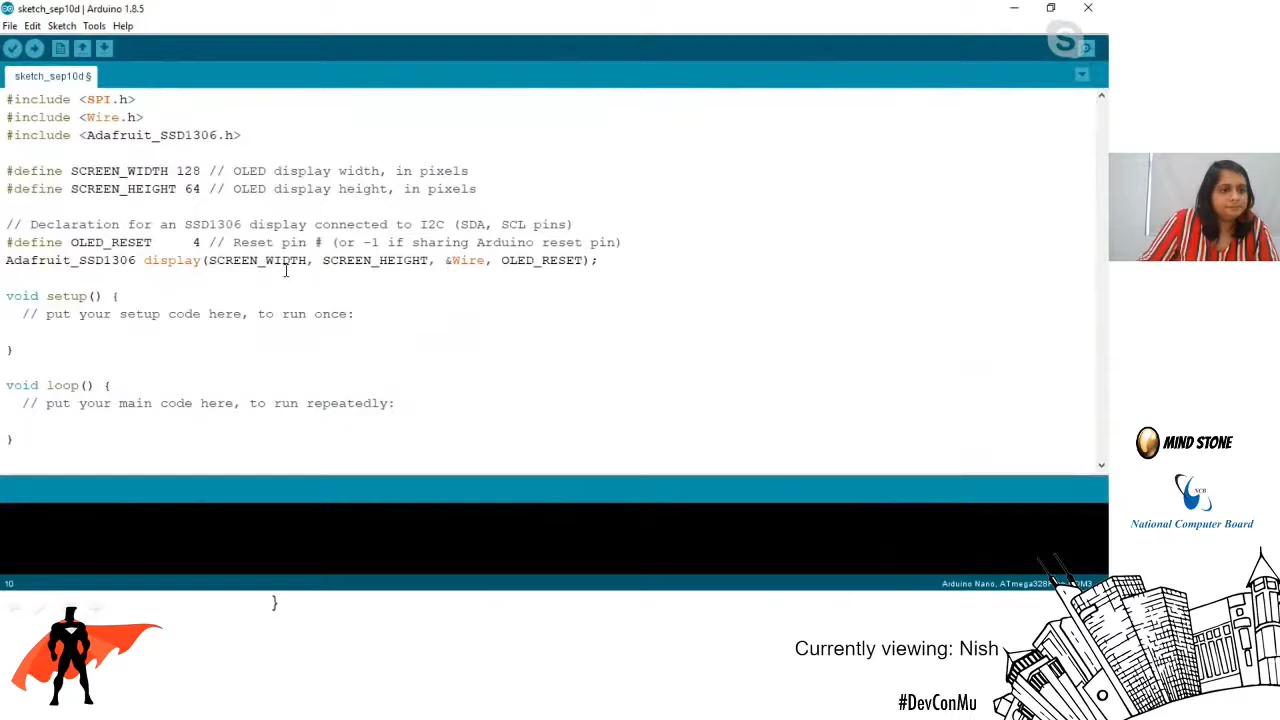 sketch_sep10d | Arduino 1.8.5
File Edit Sketch Tools Help
S
sketch_sep10d §
#include <SPI.h>
#include <Wire.h>
#include <Adafruit_SSD1306.h>
#define SCREEN_WIDTH 128 // OLED display width, in pixels
#define SCREEN_HEIGHT 64 // OLED display height, in pixels
// Declaration for an SSD1306 display connected to I2C (SDA, SCL pins)
#define OLED_RESET     4 // Reset pin # (or -1 if sharing Arduino reset pin)
Adafruit_SSD1306 display(SCREEN_WIDTH, SCREEN_HEIGHT, &Wire, OLED_RESET);
void setup() {
// put your setup code here, to run once:
}
void loop() {
// put your main code here, to run repeatedly:
}
MIND STONE
NCB
National Computer Board
10
Arduino Nano, ATmega328
}
Currently viewing: Nish
#DevConMu